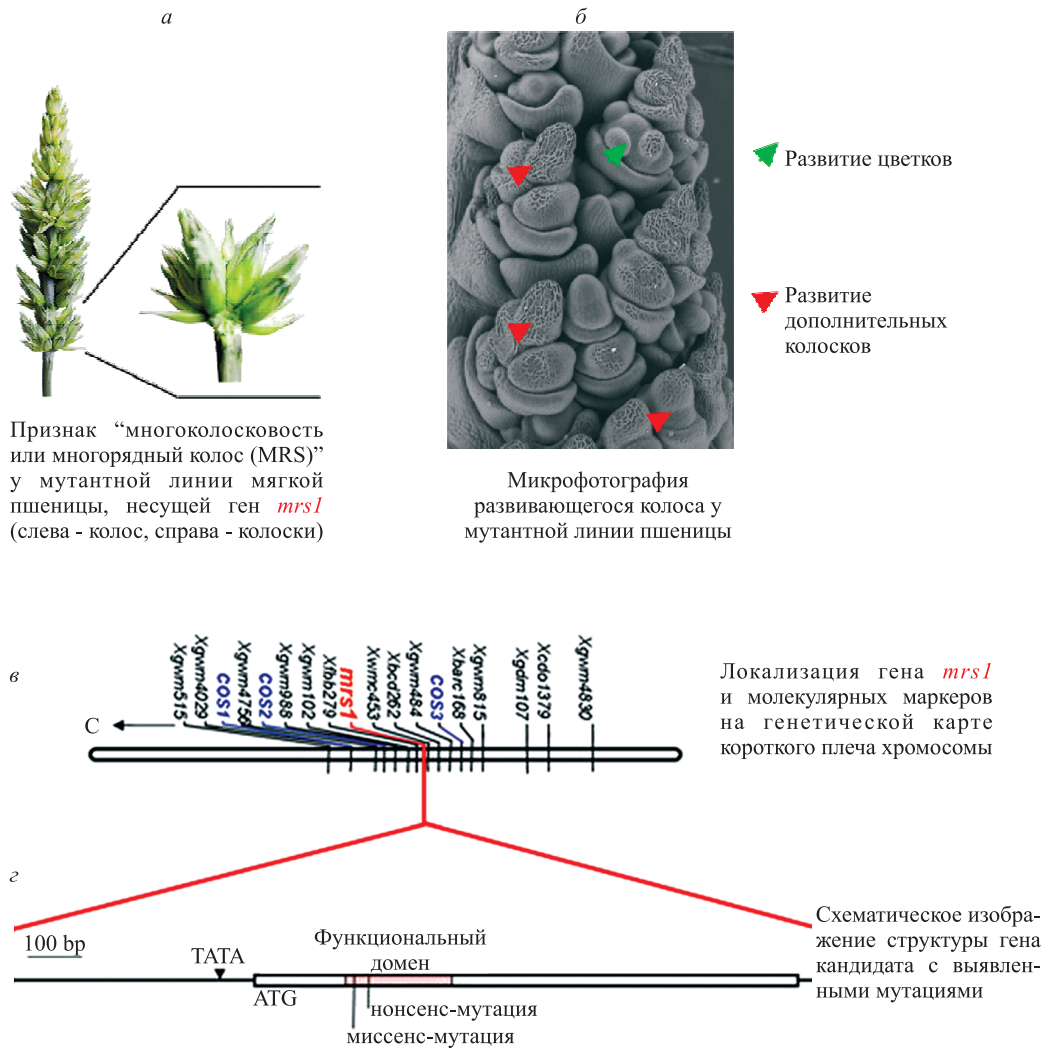 а
б
Развитие цветков
Развитие
дополнительных
колосков
Признак “многоколосковость
или многорядный колос (MRS)”
у мутантной линии мягкой
пшеницы, несущей ген mrs1
(слева - колос, справа - колоски)
Микрофотография
развивающегося колоса у
мутантной линии пшеницы
в
C
Xgwm515
Xgwm4029
COS1
Xgwm4756
COS2
Xgwm988
Xgwm102
Xfbb279
mrs1
Xwmc453
Xbcd262
Xgwm484
COS3
Xbarc168
Xgwm815
Xgdm107
Xcdo1379
Xgwm4830
Локализация гена mrs1
и молекулярных маркеров
на генетической карте
короткого плеча хромосомы
г
100 bp
TATA
ATG
Функциональный
домен
нонсенс-мутация
миссенс-мутация
Схематическое изобра-
жение структуры гена
кандидата с выявлен-
ными мутациями